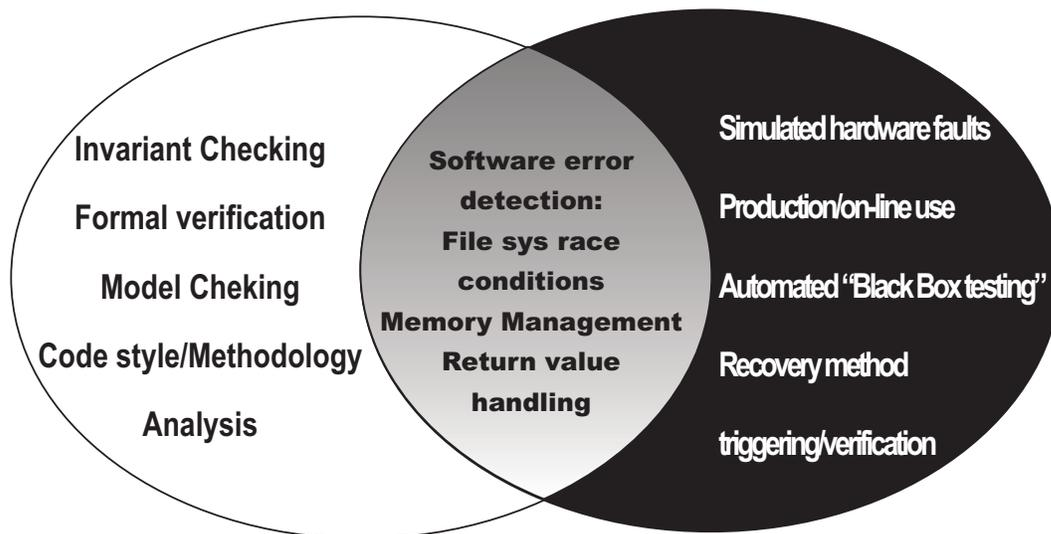 Invariant Checking
Formal verification
Model Cheking
Code style/Methodology
Analysis
Software error
detection:
File sys race
conditions
Memory Management
Return value
handling
Simulated hardware faults
Production/on-line use
Automated “Black Box testing”
Recovery method
triggering/verification